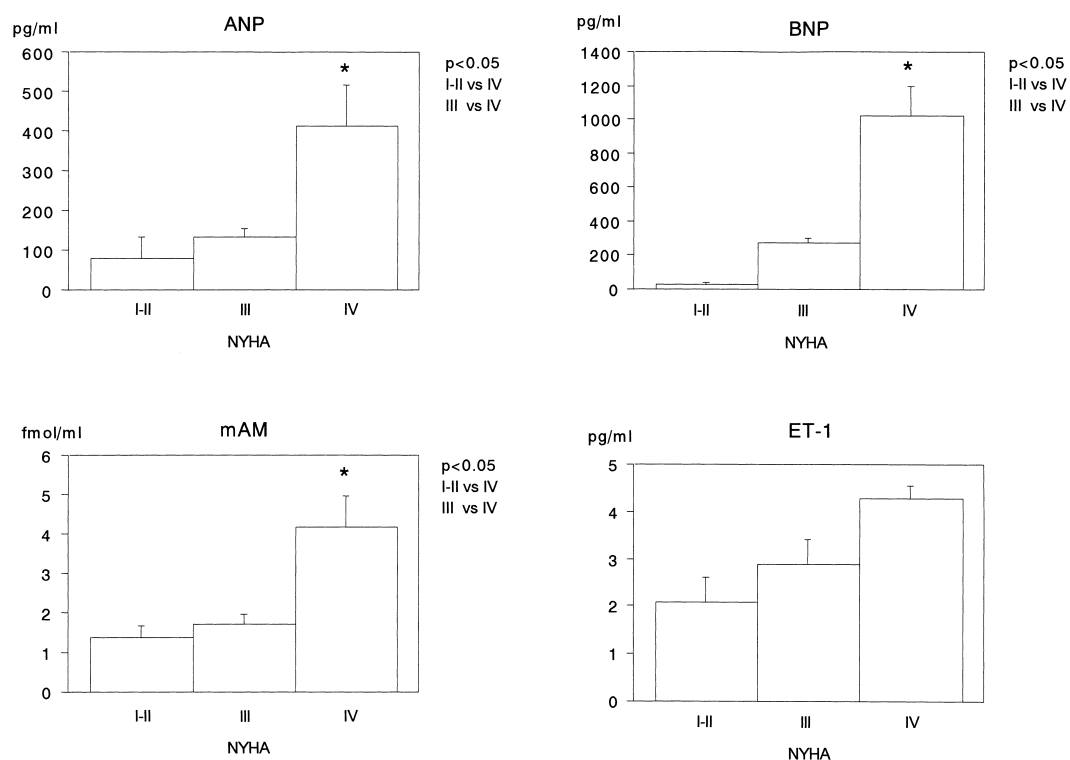 ANP
pg/ml
600
500
400
300
200
100
0
*
p<0.05
I-II vs IV
III vs IV
I-II III IV
NYHA
BNP
pg/ml
1400
1200
1000
800
600
400
200
0
*
p<0.05
I-II vs IV
III vs IV
I-II III IV
NYHA
mAM
fmol/ml
6
5
4
3
2
1
0
*
p<0.05
I-II vs IV
III vs IV
I-II III IV
NYHA
ET-1
pg/ml
5
4
3
2
1
0
I-II III IV
NYHA